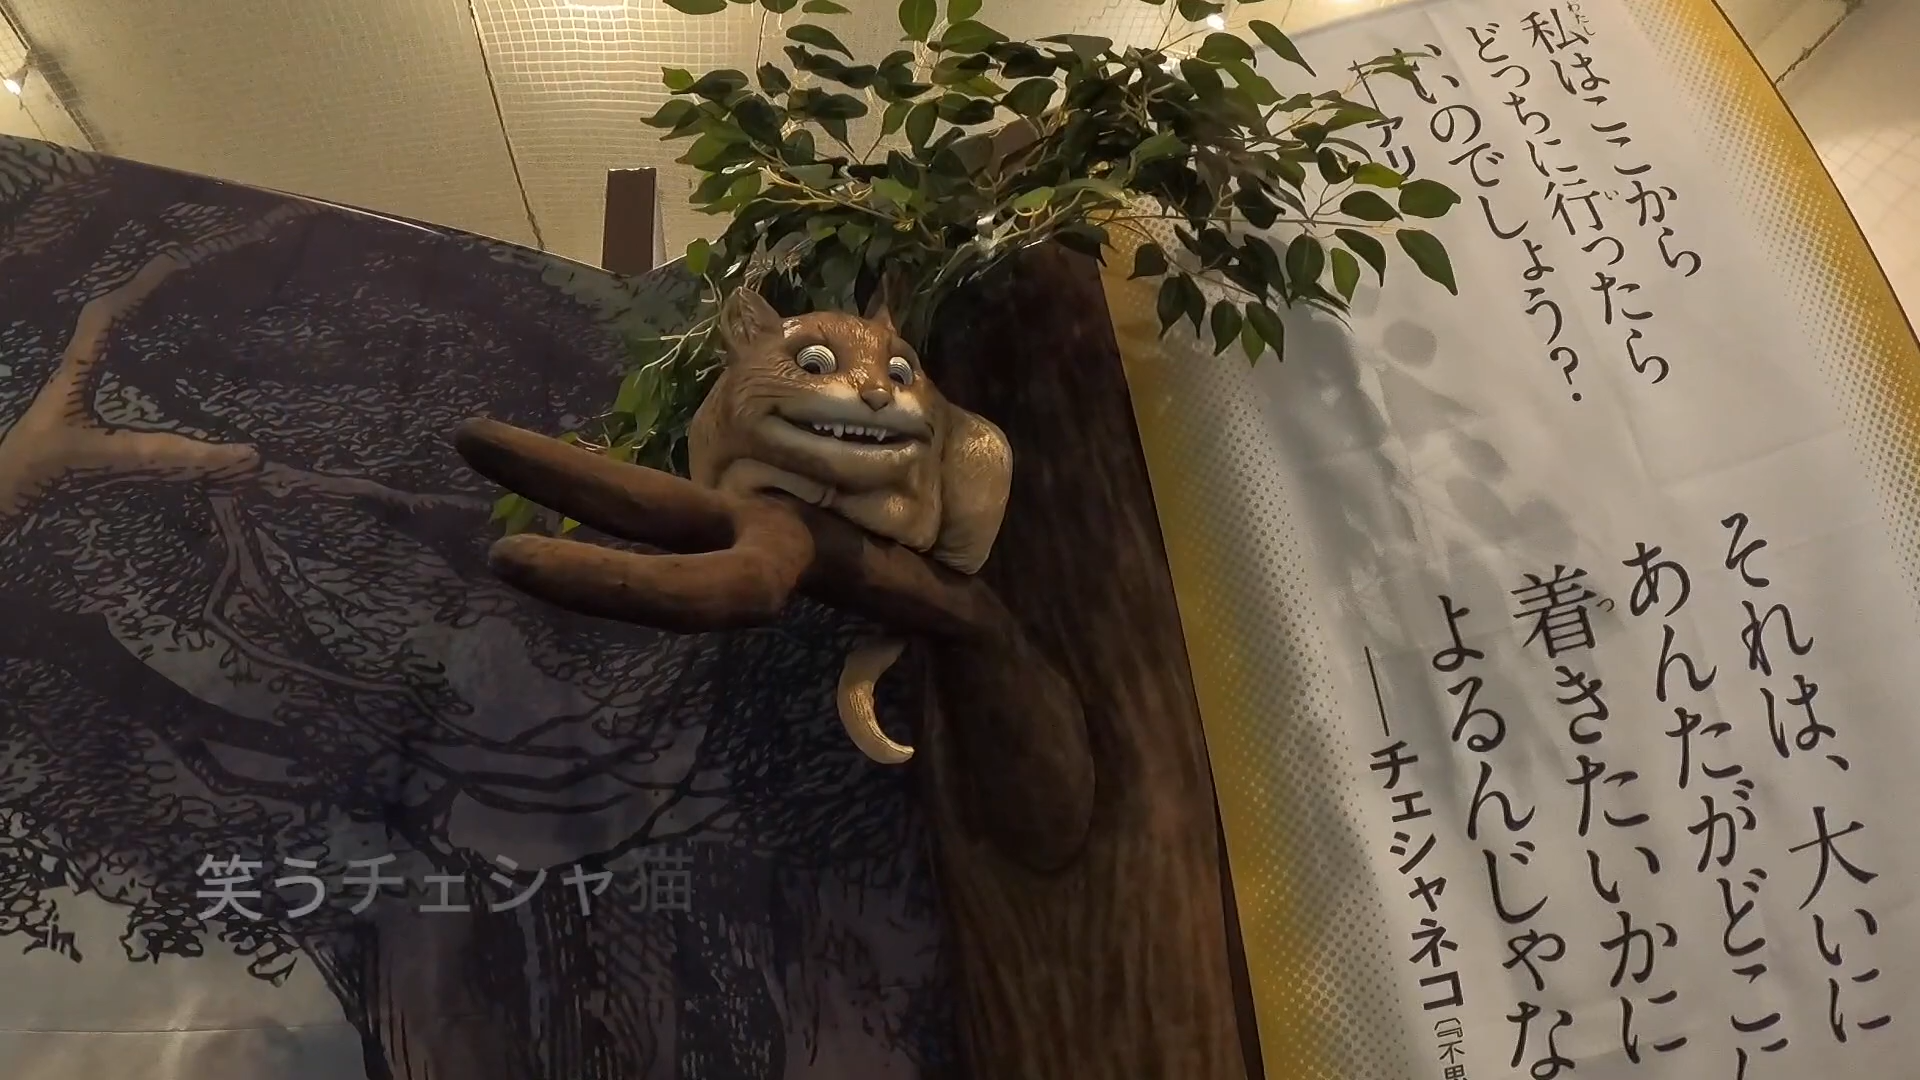 私はここから
どっちに行ったら
いいのでしょう?
―アリ
それは、大いに
あんたがどこに
着きたいかに
よるんじゃな
―チェシャネコ(『不思
笑うチェシャ猫